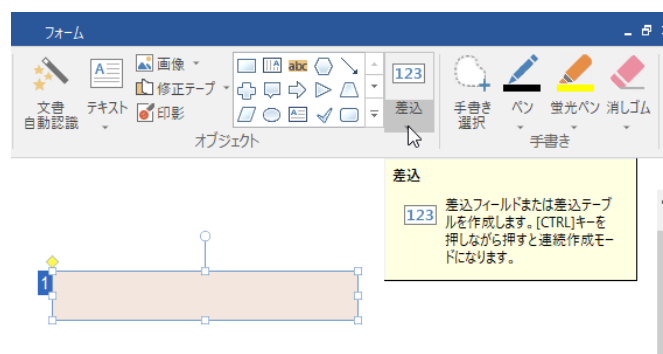 フォーム
文書
自動認識
テキスト
画像
修正テープ
印影
abc
オブジェクト
123
差込
手書き
選択
ペン
蛍光ペン
消しゴム
手書き
差込
123
差込フィールドまたは差込テーブ
ルを作成します。[CTRL]キーを
押しながら押すと連続作成モー
ドになります。
1